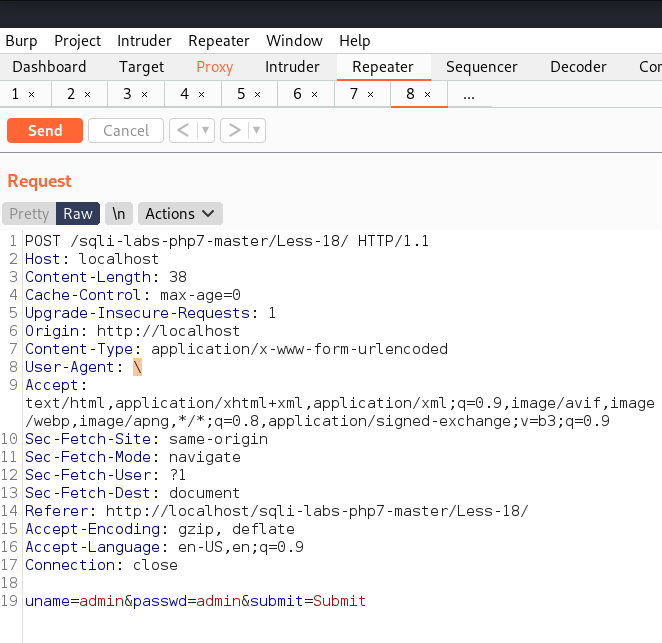 Burp Project Intruder Repeater Window Help
Dashboard Target Proxy Intruder Repeater Sequencer Decoder Cor
1 × 2 × 3 × 4 × 5 × 6 × 7 × 8 × ...
Send Cancel < ▼ > ▼
Request
Pretty Raw \n Actions
1 POST /sqli-labs-php7-master/Less-18/ HTTP/1.1
2 Host: localhost
3 Content-Length: 38
4 Cache-Control: max-age=0
5 Upgrade-Insecure-Requests: 1
6 Origin: http://localhost
7 Content-Type: application/x-www-form-urlencoded
8 User-Agent: \
9 Accept:
text/html,application/xhtml+xml,application/xml;q=0.9,image/avif,image
/webp,image/apng,*/*;q=0.8,application/signed-exchange;v=b3;q=0.9
10 Sec-Fetch-Site: same-origin
11 Sec-Fetch-Mode: navigate
12 Sec-Fetch-User: ?1
13 Sec-Fetch-Dest: document
14 Referer: http://localhost/sqli-labs-php7-master/Less-18/
15 Accept-Encoding: gzip, deflate
16 Accept-Language: en-US,en;q=0.9
17 Connection: close
18
19 uname=admin&passwd=admin&submit=Submit